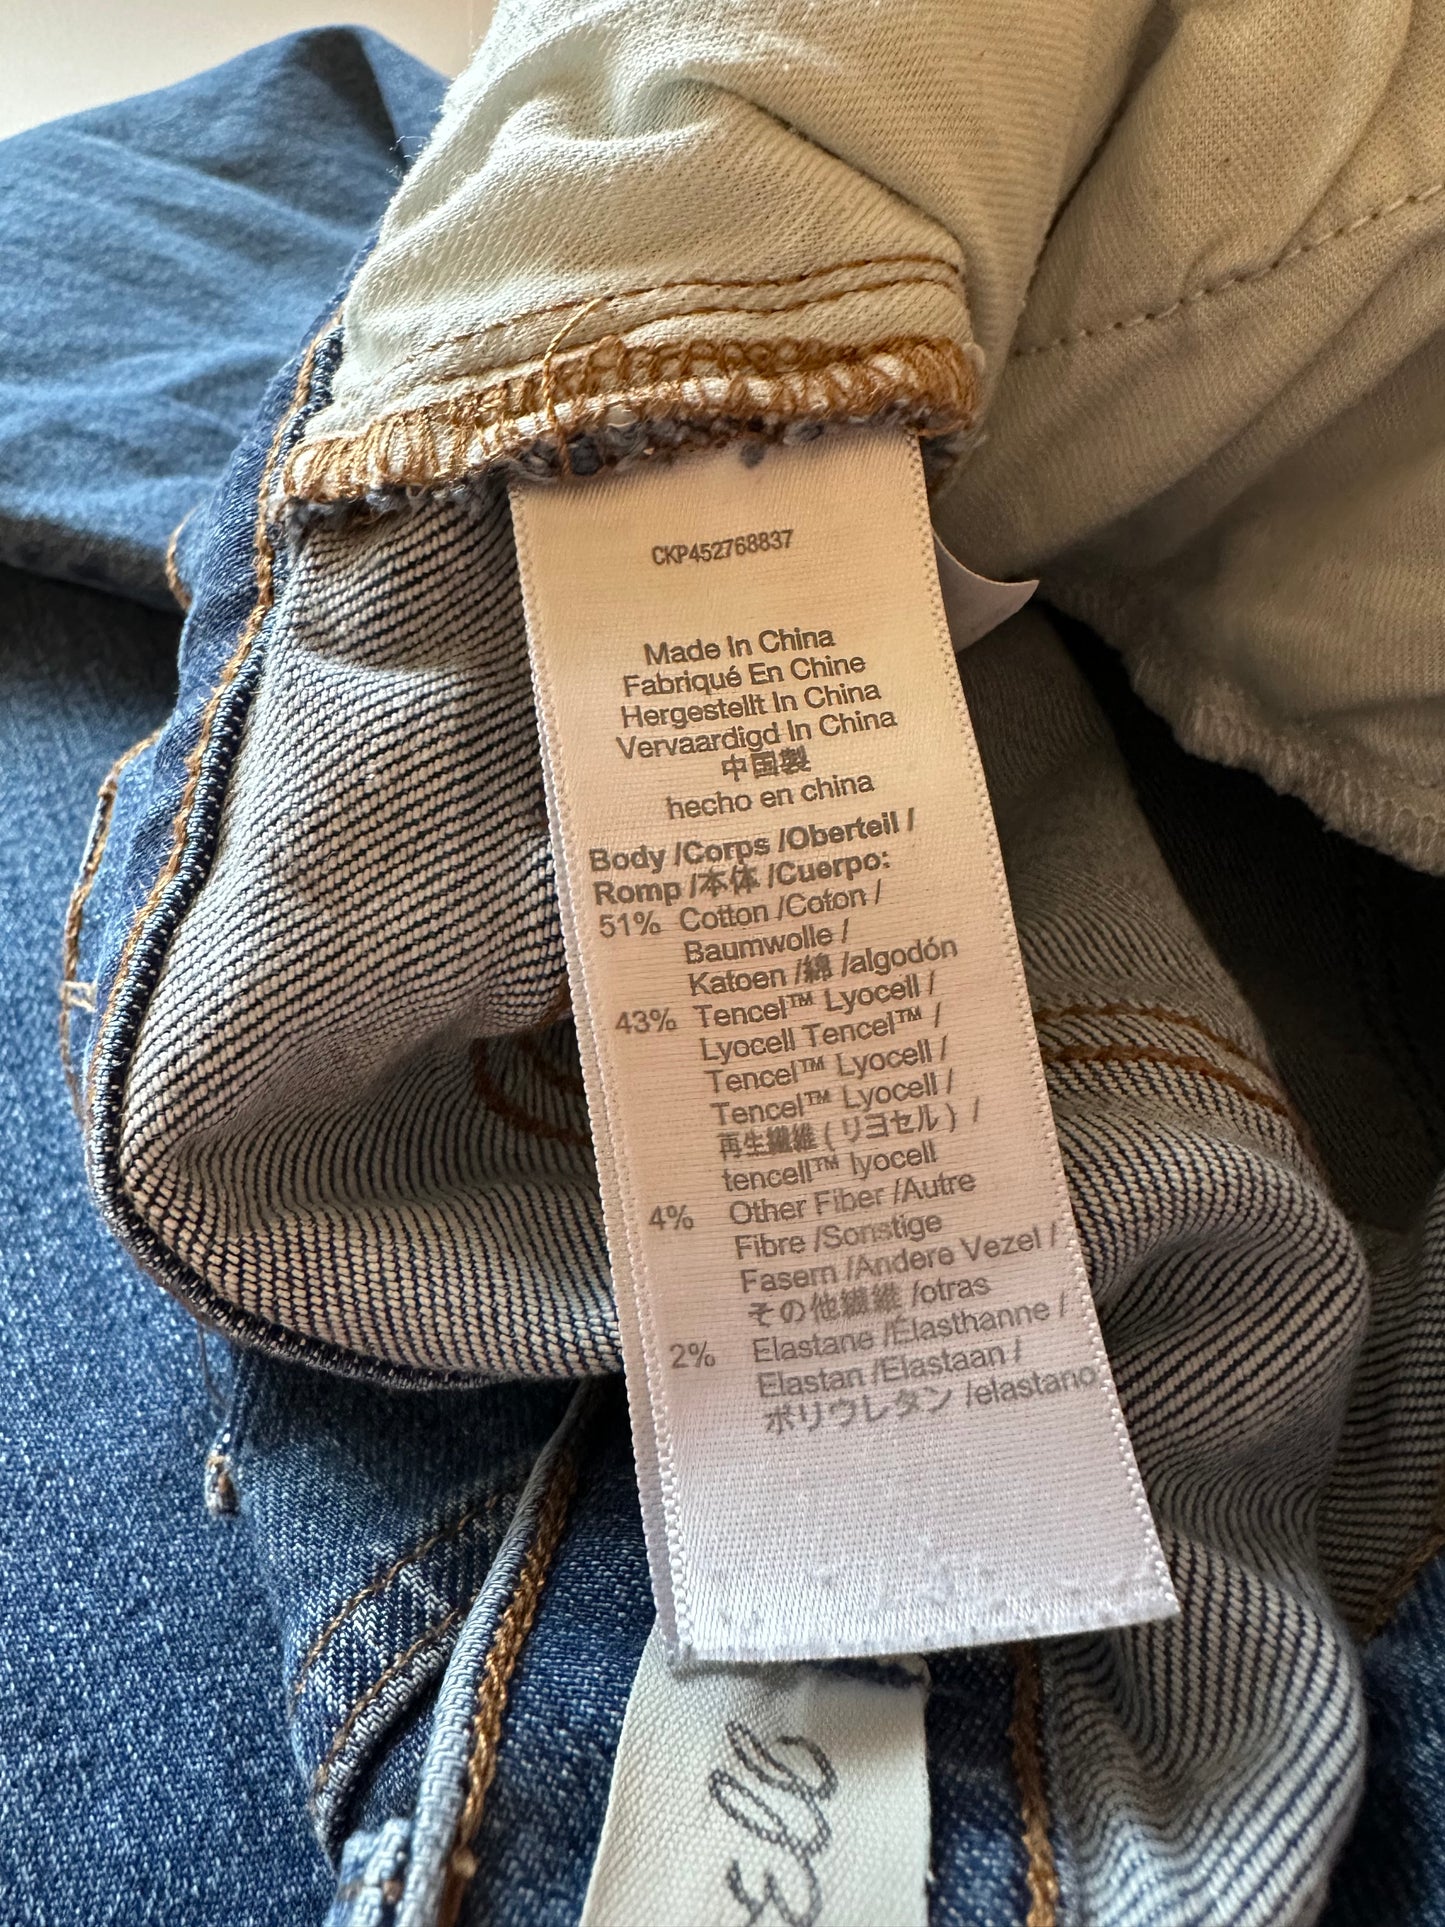 CKP452768837
Made In China
Fabriqué En Chine
Hergestellt In China
Vervaardigd In China
中国製
hecho en china
Body /Corps /Oberteil /
Romp /本体 /Cuerpo:
51% Cotton /Coton /
Baumwolle /
Katoen /綿 /algodón
43% Tencel™ Lyocell /
Lyocell Tencel™ /
Tencel™ Lyocell /
Tencel™ Lyocell /
再生繊維 ( リヨセル ) /
tencell™ lyocell
4% Other Fiber /Autre
Fibre /Sonstige
Fasern /Andere Vezel /
その他繊維 /otras
2% Elastane /Élasthanne /
Elastan /Elastaan /
ポリウレタン /elastano
Ell